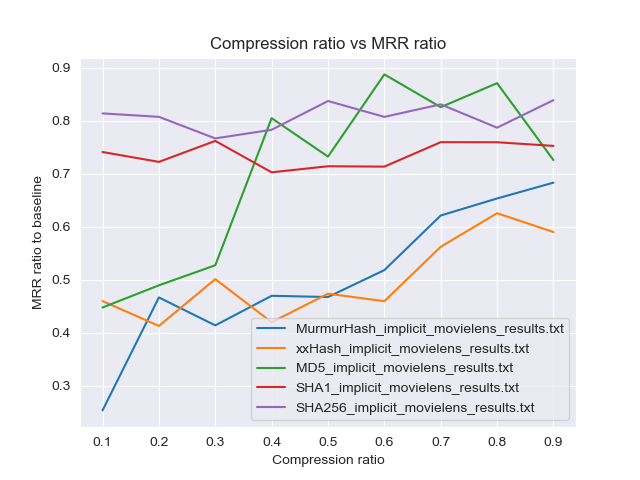 Compression ratio vs MRR ratio
MRR ratio to baseline
0.9
0.8
0.7
0.6
0.5
0.4
0.3
MurmurHash_implicit_movielens_results.txt
xxHash_implicit_movielens_results.txt
MD5_implicit_movielens_results.txt
SHA1_implicit_movielens_results.txt
SHA256_implicit_movielens_results.txt
0.1 0.2 0.3 0.4 0.5 0.6 0.7 0.8 0.9
Compression ratio